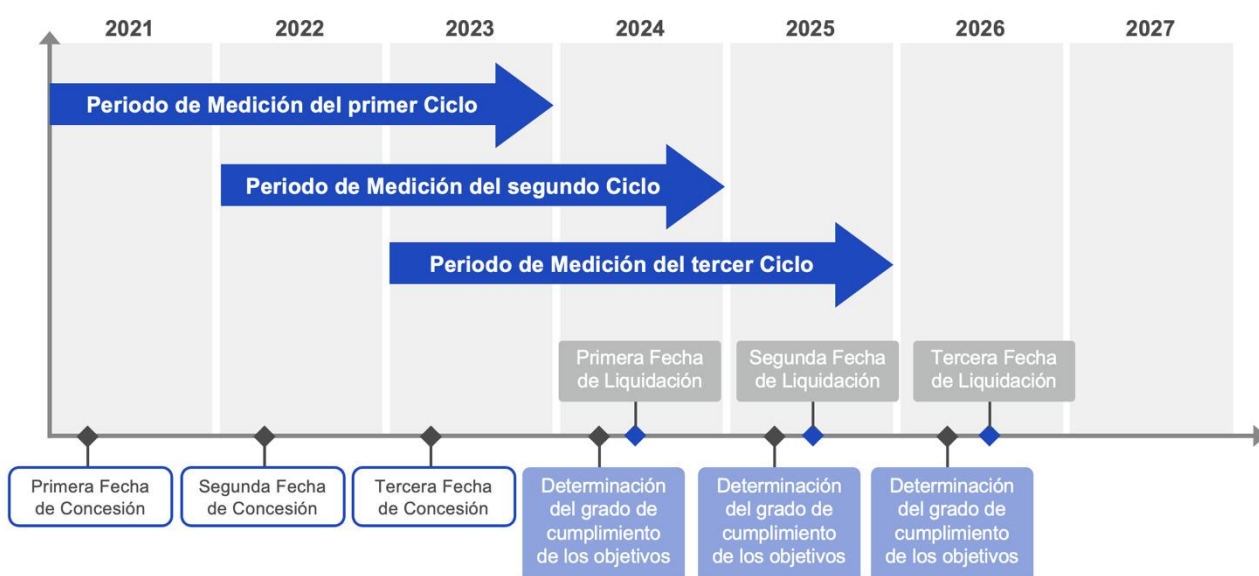 2021 2022 2023 2024 2025 2026 2027
Periodo de Medición del primer Ciclo
Periodo de Medición del segundo Ciclo
Periodo de Medición del tercer Ciclo
Primera Fecha
de Liquidación
Segunda Fecha
de Liquidación
Tercera Fecha
de Liquidación
Primera Fecha
de Concesión
Segunda Fecha
de Concesión
Tercera Fecha
de Concesión
Determinación
del grado de
cumplimiento
de los objetivos
Determinación
del grado de
cumplimiento
de los objetivos
Determinación
del grado de
cumplimiento
de los objetivos